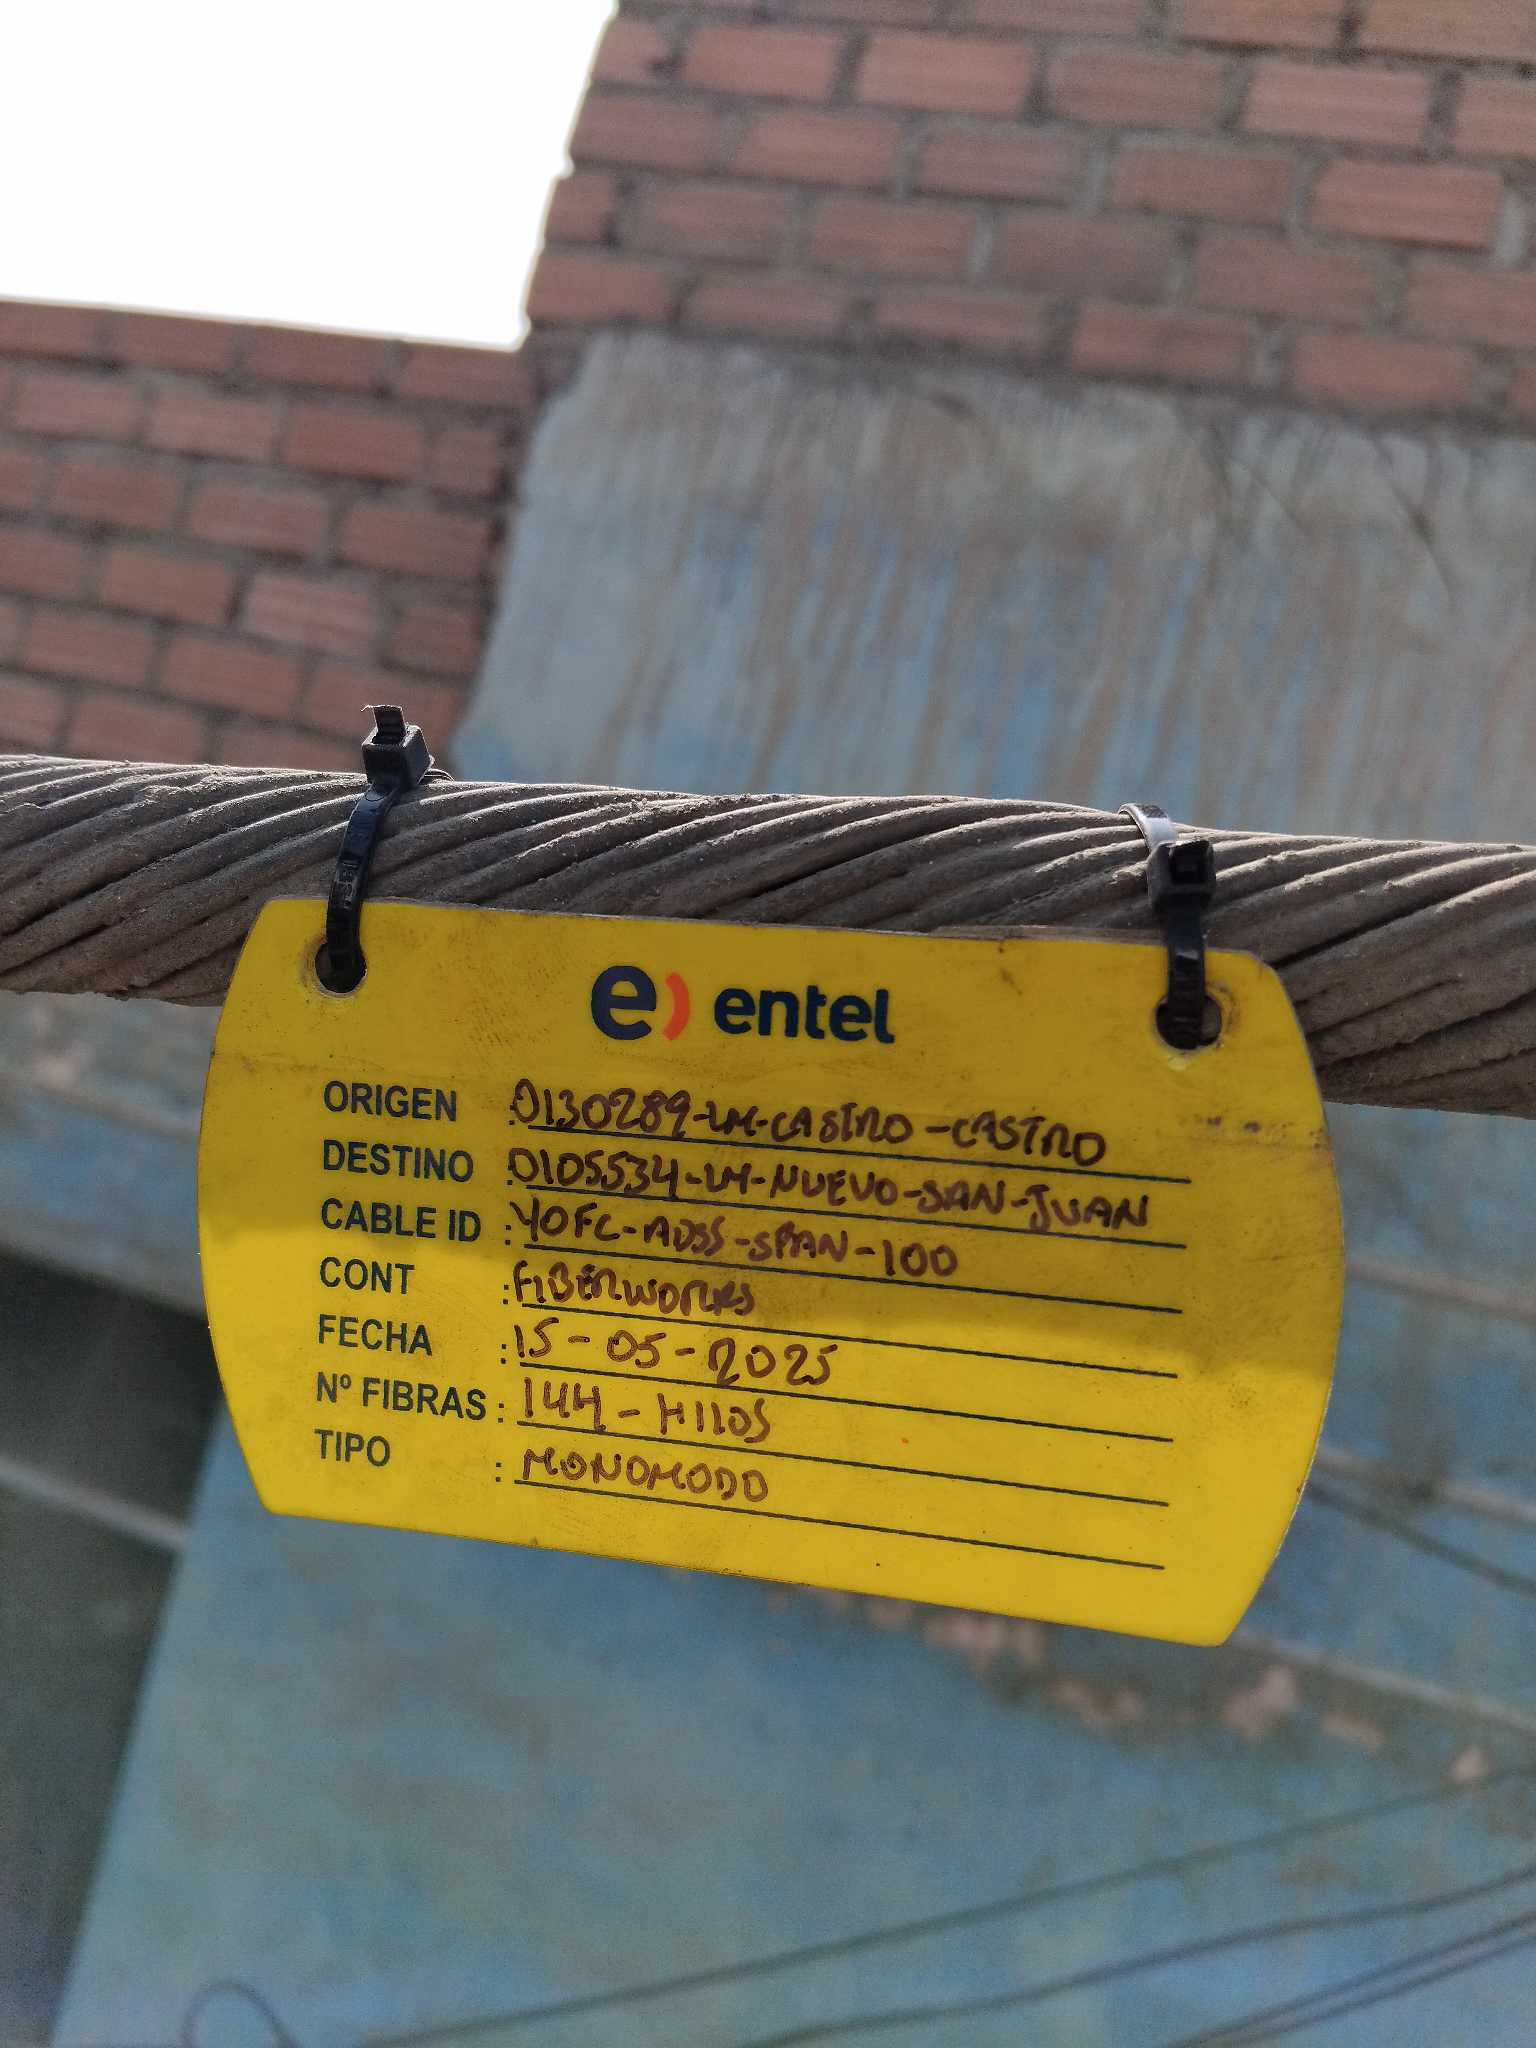 e) entel
ORIGEN : 0130289-LM-CASTRO-CASTRO
DESTINO : 0105534-LM-NUEVO-SAN-JUAN
CABLE ID : YOFC-ADSS-SPAN-100
CONT : FIBERWORKS
FECHA : 15-05-2025
Nº FIBRAS : 144-HILOS
TIPO : MONOMODO